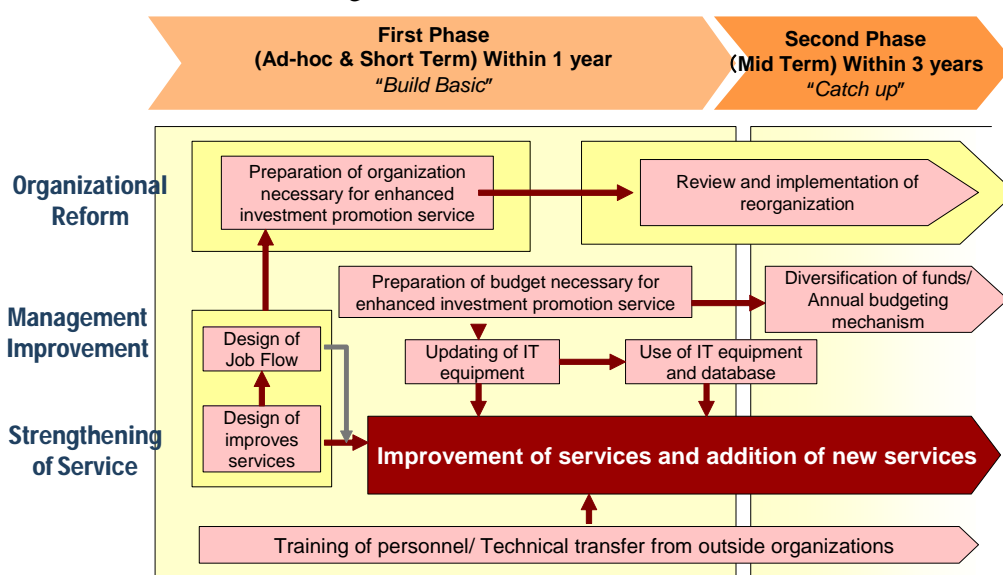 First Phase
(Ad-hoc & Short Term) Within 1 year
"Build Basic"
Second Phase
(Mid Term) Within 3 years
"Catch up"
Organizational
Reform
Preparation of organization
necessary for enhanced
investment promotion service
Review and implementation of
reorganization
Management
Improvement
Preparation of budget necessary for
enhanced investment promotion service
Diversification of funds/
Annual budgeting
mechanism
Design of
Job Flow
Updating of IT
equipment
Use of IT equipment
and database
Strengthening
of Service
Design of
improves
services
Improvement of services and addition of new services
Training of personnel/ Technical transfer from outside organizations